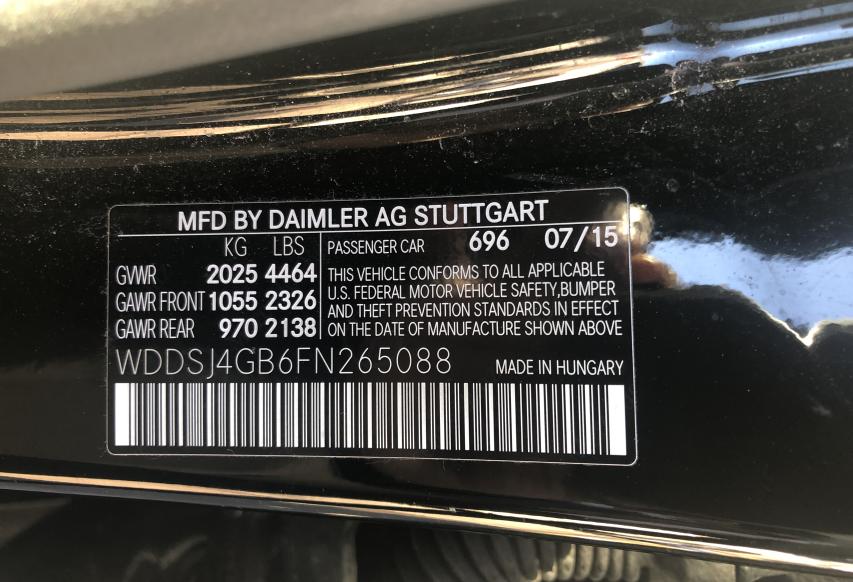 MFD BY DAIMLER AG STUTTGART
KG LBS
GVWR 2025 4464
GAWR FRONT 1055 2326
GAWR REAR 970 2138
PASSENGER CAR 696 07/15
THIS VEHICLE CONFORMS TO ALL APPLICABLE
U.S. FEDERAL MOTOR VEHICLE SAFETY,BUMPER
AND THEFT PREVENTION STANDARDS IN EFFECT
ON THE DATE OF MANUFACTURE SHOWN ABOVE
WDDSJ4GB6FN265088
MADE IN HUNGARY